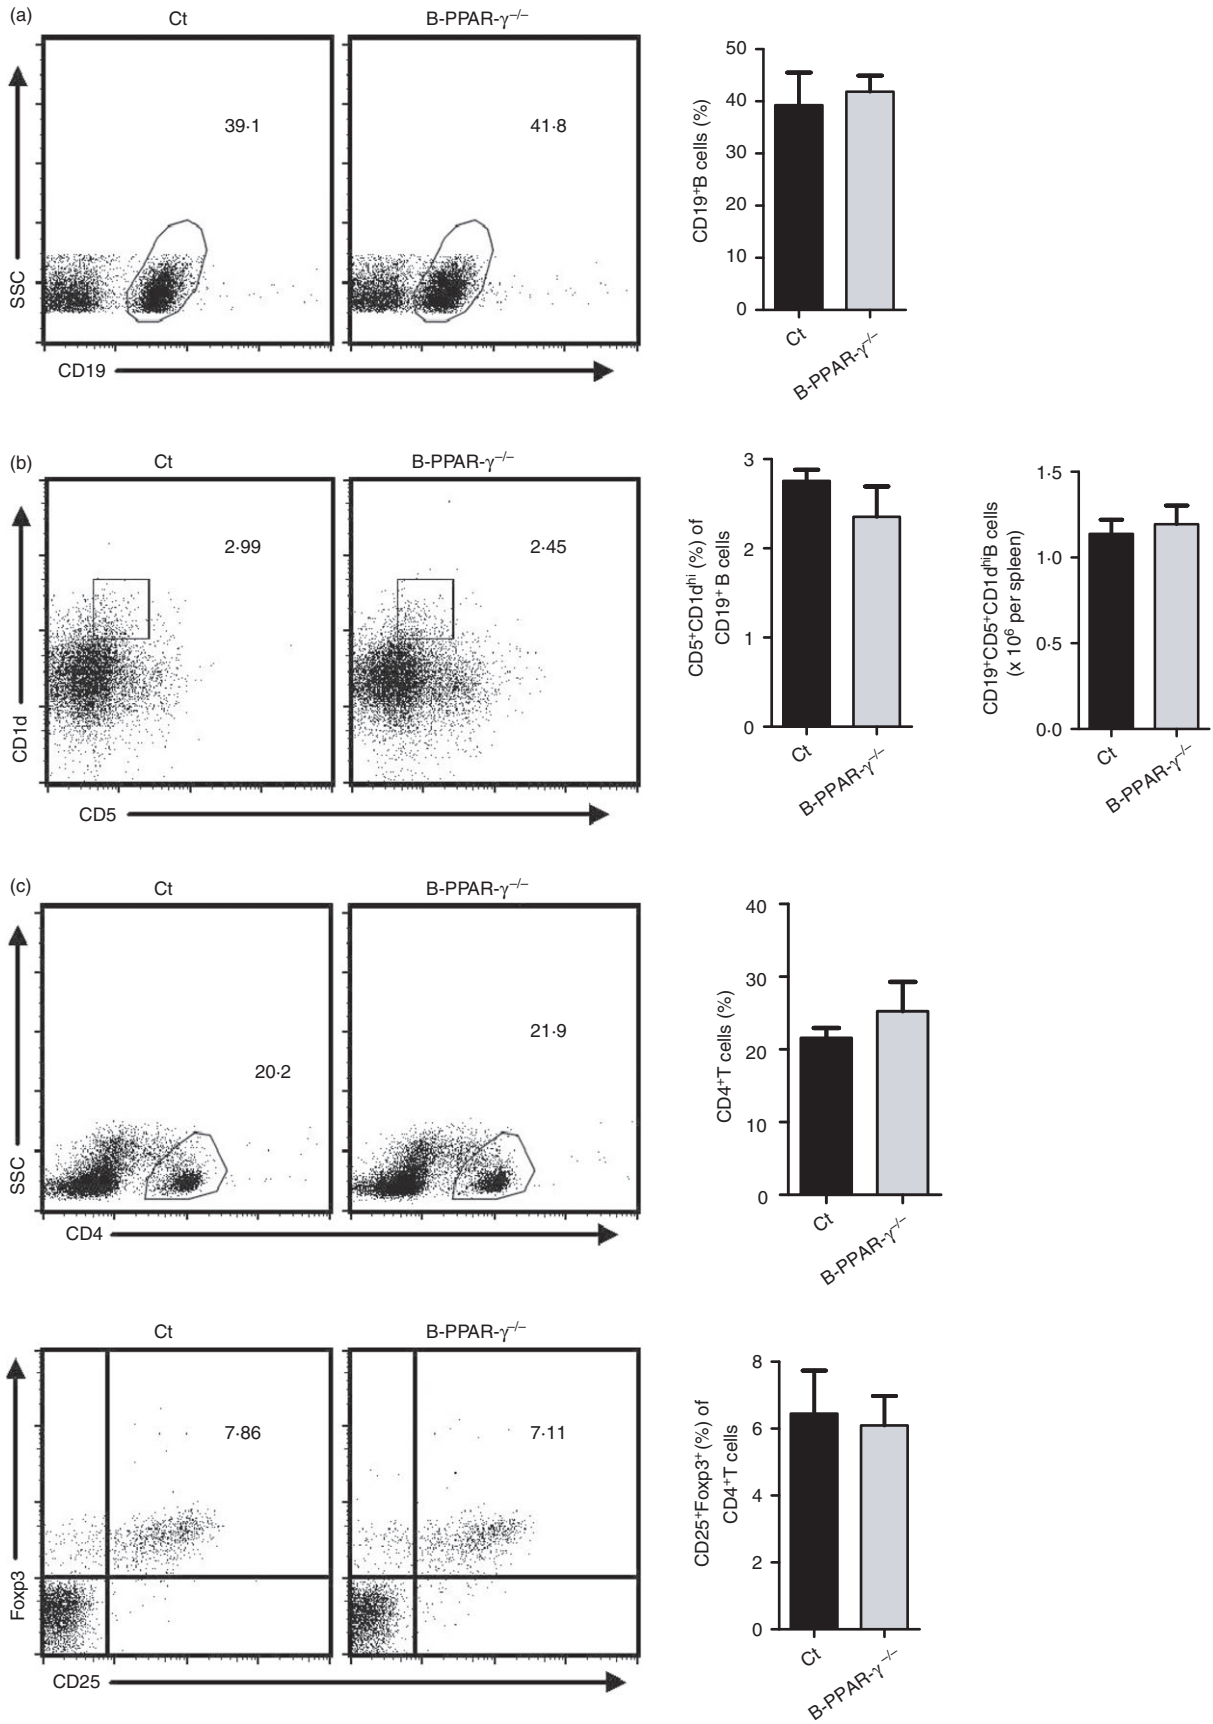 (a)
Ct
B-PPAR-γ⁻/⁻
39·1
41·8
SSC
CD19
CD19⁺B cells (%)
50
40
30
20
10
0
Ct
B-PPAR-γ⁻/⁻
(b)
Ct
B-PPAR-γ⁻/⁻
2·99
2·45
CD1d
CD5
CD5⁺CD1dʰⁱ (%) of
CD19⁺ B cells
3
2
1
0
Ct
B-PPAR-γ⁻/⁻
CD19⁺CD5⁺CD1dʰⁱB cells
(x 10⁶ per spleen)
1·5
1·0
0·5
0·0
Ct
B-PPAR-γ⁻/⁻
(c)
Ct
B-PPAR-γ⁻/⁻
20·2
21·9
SSC
CD4
CD4⁺T cells (%)
40
30
20
10
0
Ct
B-PPAR-γ⁻/⁻
Ct
B-PPAR-γ⁻/⁻
7·86
7·11
Foxp3
CD25
CD25⁺Foxp3⁺ (%) of
CD4⁺T cells
8
6
4
2
0
Ct
B-PPAR-γ⁻/⁻